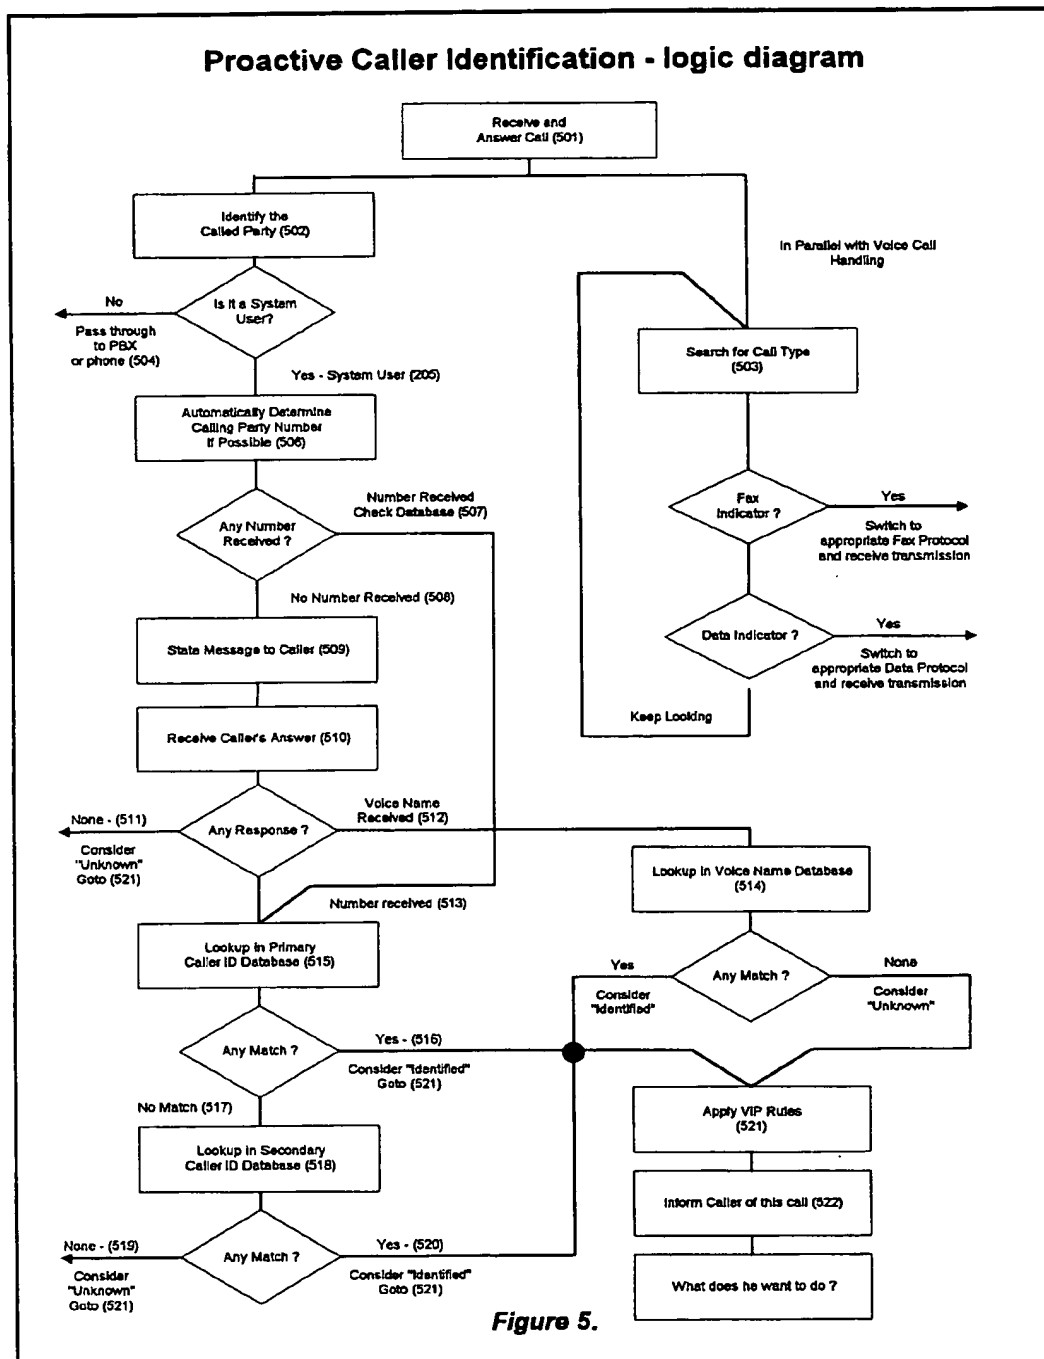 Proactive Caller Identification - logic diagram
Receive and
Answer Call (501)
Identify the
Called Party (502)
In Parallel with Voice Call
Handling
Is it a System
User?
No
Pass through
to PBX
or phone (504)
Search for Call Type
(503)
Yes - System User (205)
Automatically Determine
Calling Party Number
If Possible (506)
Number Received
Check Database (507)
Any Number
Received ?
Fax
Indicator ?
Yes
Switch to
appropriate Fax Protocol
and receive transmission
No Number Received (508)
State Message to Caller (509)
Data Indicator ?
Yes
Switch to
appropriate Data Protocol
and receive transmission
Keep Looking
Receive Caller's Answer (510)
None - (511)
Consider
"Unknown"
Goto (521)
Any Response ?
Voice Name
Received (512)
Lookup in Voice Name Database
(514)
Number received (513)
Lookup in Primary
Caller ID Database (515)
Yes
Consider
"Identified"
Any Match ?
None
Consider
"Unknown"
Any Match ?
Yes - (516)
Consider "Identified"
Goto (521)
No Match (517)
Apply VIP Rules
(521)
Lookup in Secondary
Caller ID Database (518)
Inform Caller of this call (522)
None - (519)
Consider
"Unknown"
Goto (521)
Any Match ?
Yes - (520)
Consider "Identified"
Goto (521)
What does he want to do ?
Figure 5.